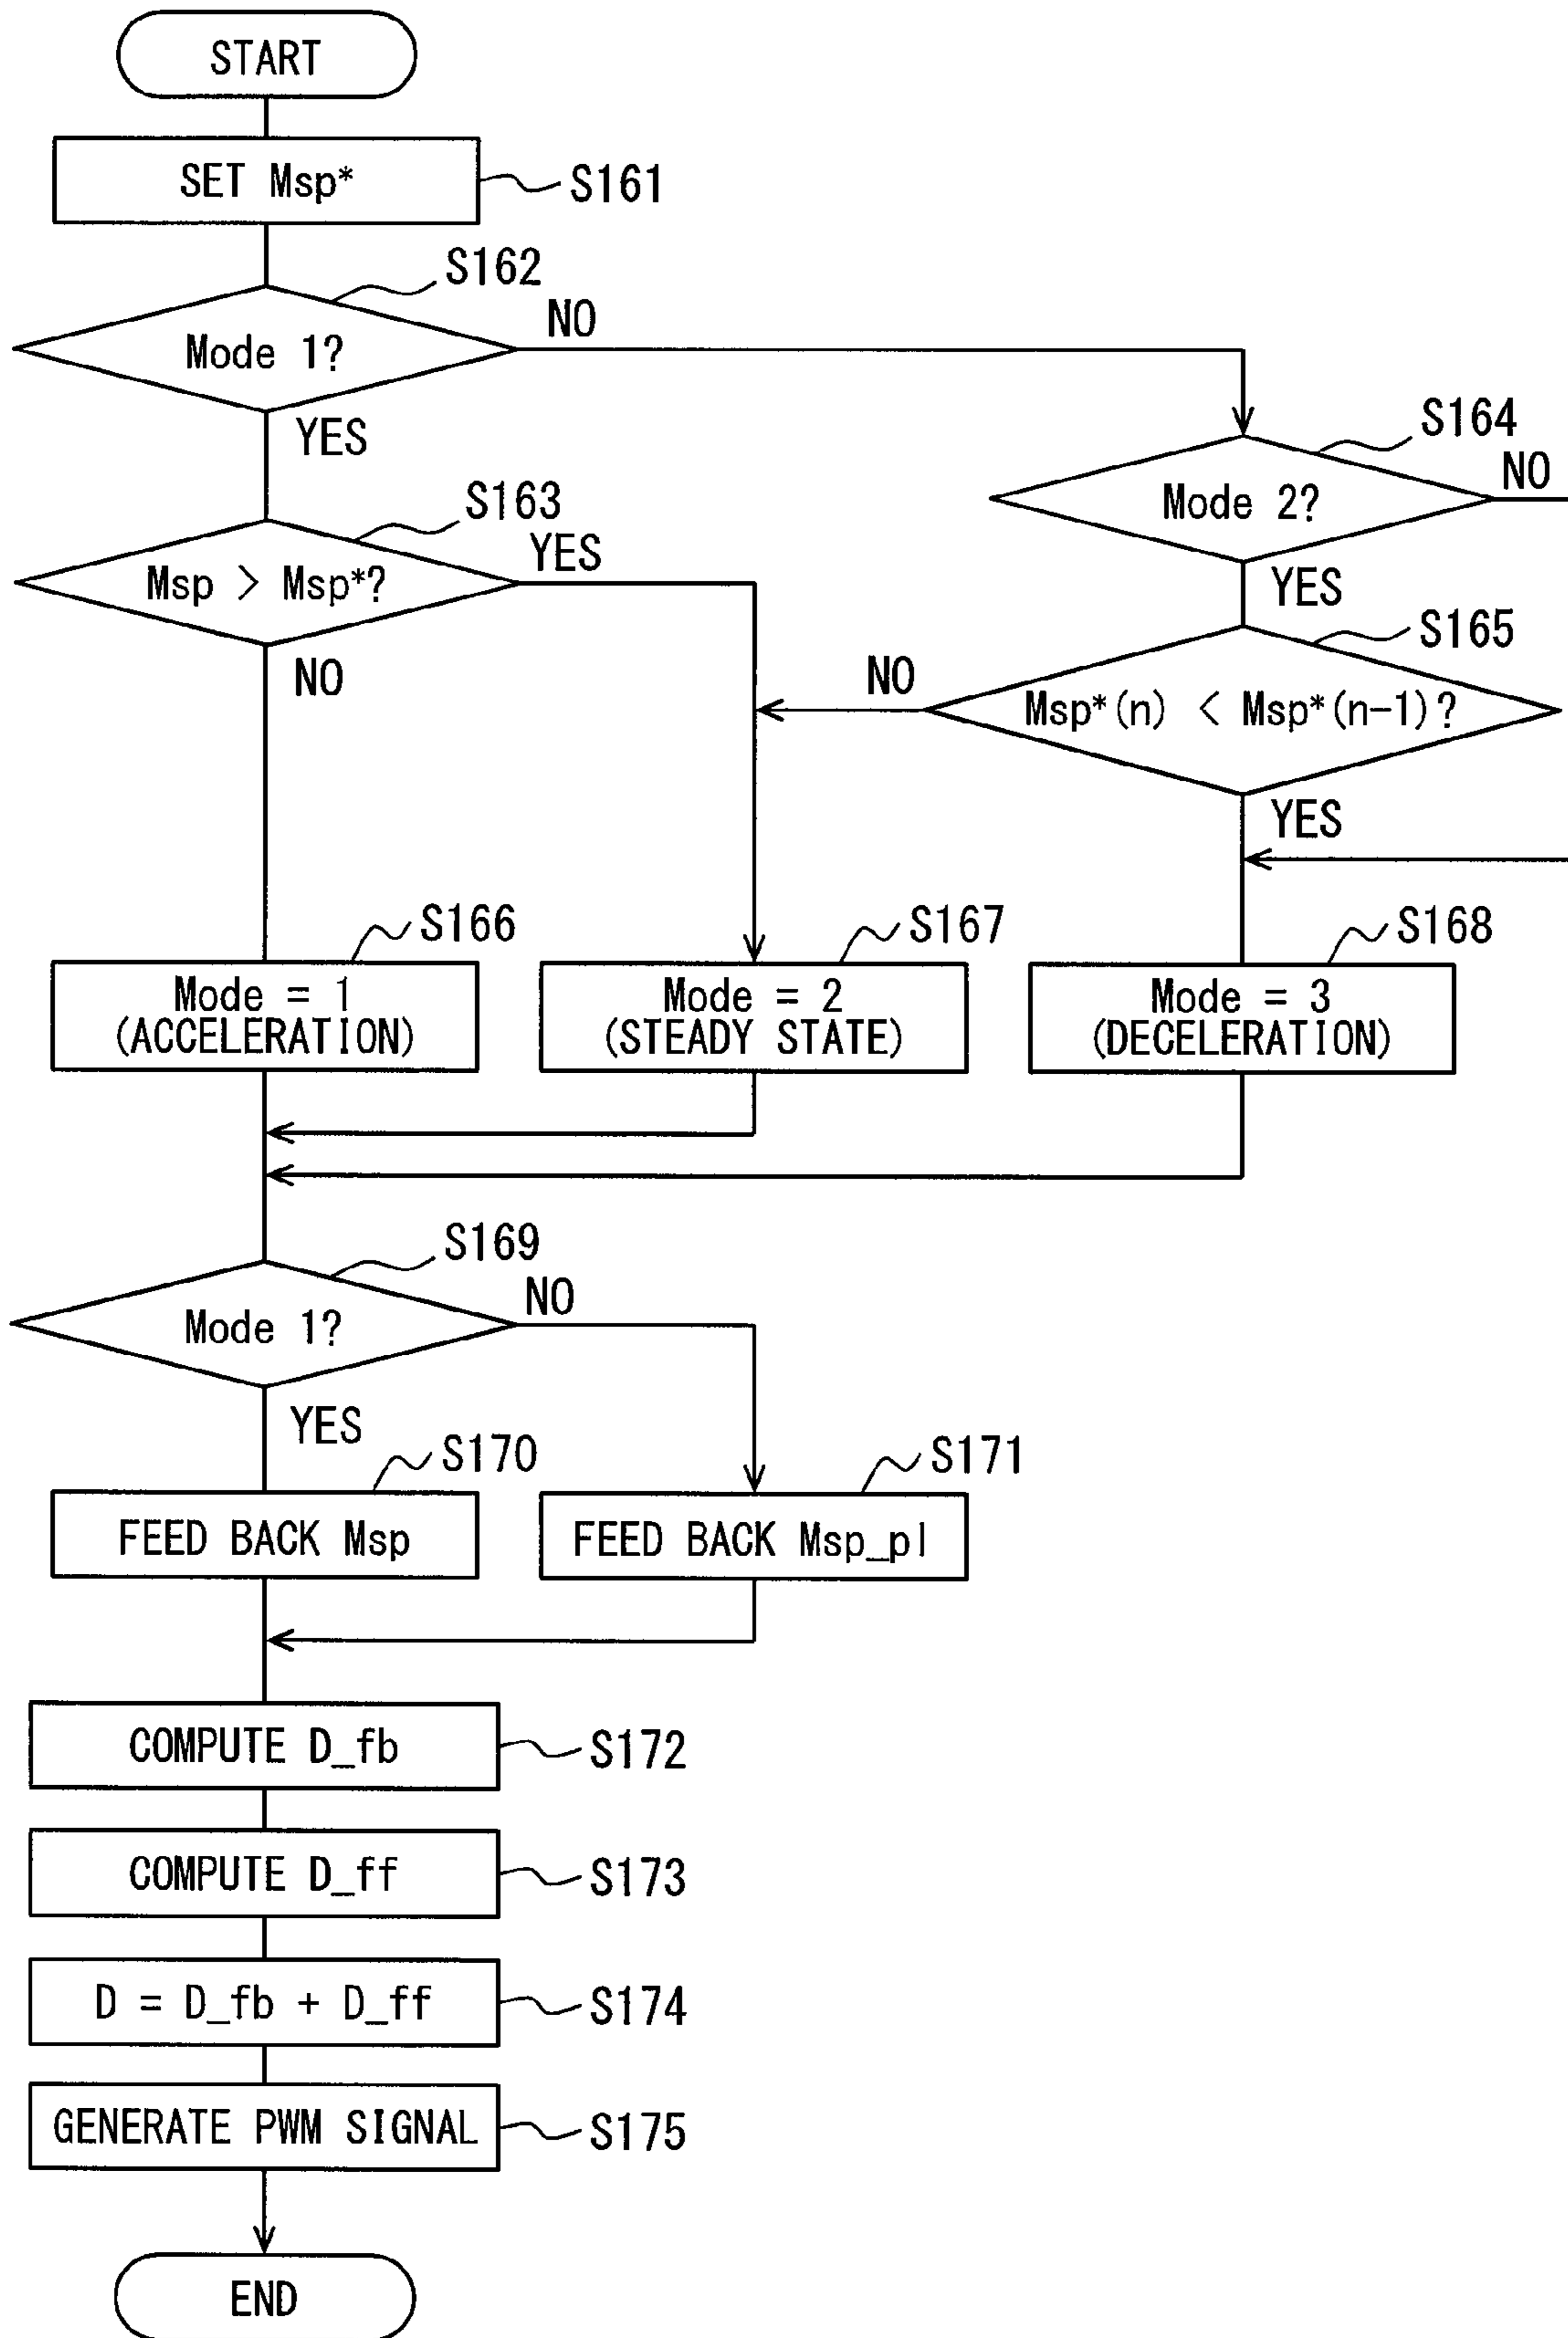 START
SET Msp*
S161
S162
Mode 1?
NO
YES
S164
Mode 2?
NO
YES
S163
Msp > Msp*?
YES
NO
S165
Msp*(n) < Msp*(n-1)?
NO
YES
S166
Mode = 1
(ACCELERATION)
S167
Mode = 2
(STEADY STATE)
S168
Mode = 3
(DECELERATION)
S169
Mode 1?
NO
YES
S170
FEED BACK Msp
S171
FEED BACK Msp_pl
COMPUTE D_fb
S172
COMPUTE D_ff
S173
D = D_fb + D_ff
S174
GENERATE PWM SIGNAL
S175
END